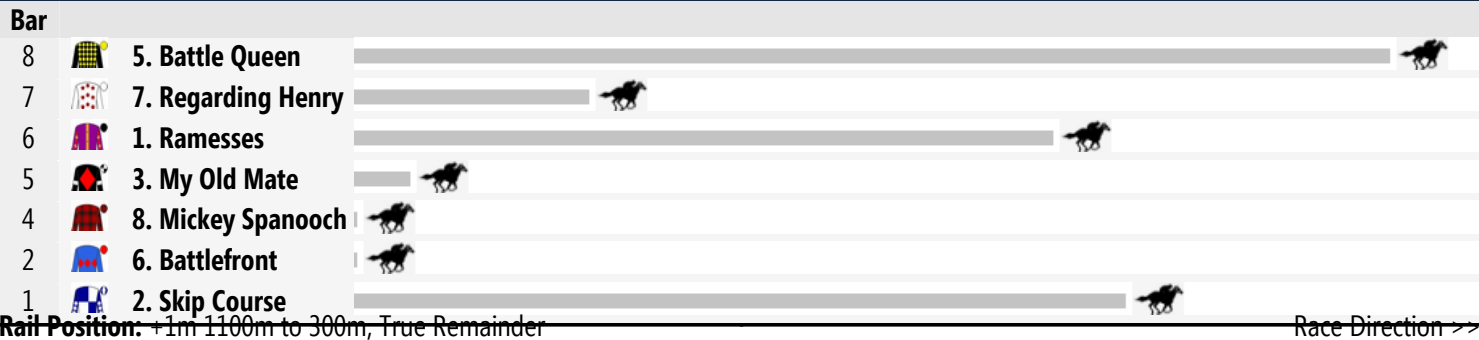 Bar
8 5. Battle Queen
7 7. Regarding Henry
6 1. Ramesses
5 3. My Old Mate
4 8. Mickey Spanooch
2 6. Battlefront
1 2. Skip Course
Rail Position: +1m 1100m to 300m, True Remainder Race Direction >>